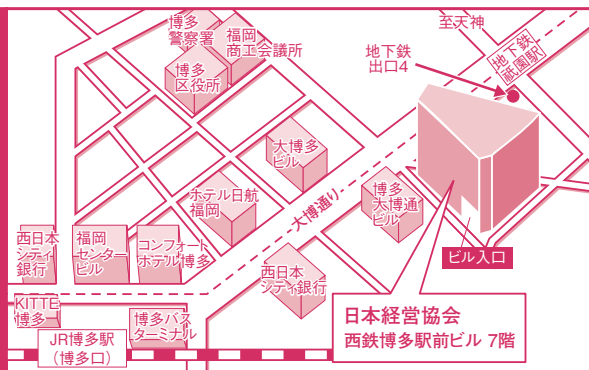 至天神
博多
警察署
福岡
商工会議所
地下鉄
出口4
地下鉄
祇園駅
博多
区役所
大博多
ビル
ホテル日航
福岡
大博通り
博多
大博通
ビル
西日本
シティ
銀行
福岡
センター
ビル
コンフォート
ホテル博多
西日本
シティ銀行
ビル入口
KITTE
博多
博多バス
ターミナル
JR博多駅
（博多口）
日本経営協会
西鉄博多駅前ビル 7階